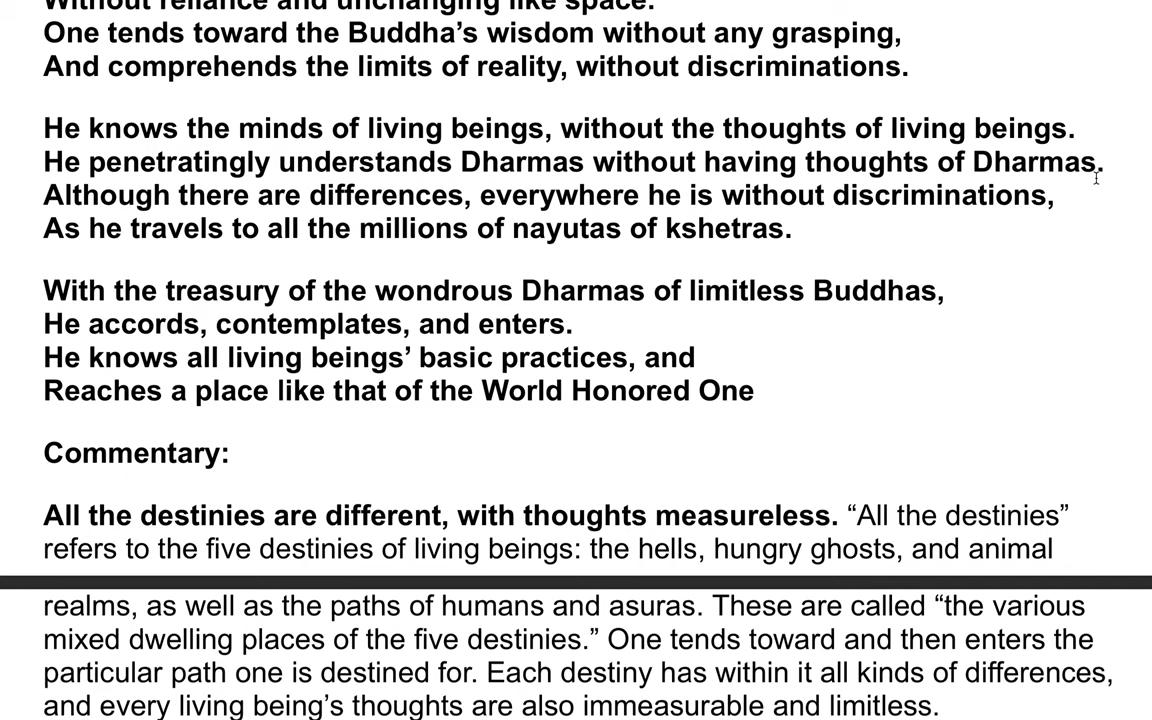 Without reliance and unchanging like space.
One tends toward the Buddha’s wisdom without any grasping,
And comprehends the limits of reality, without discriminations.
He knows the minds of living beings, without the thoughts of living beings.
He penetratingly understands Dharmas without having thoughts of Dharmas.
Although there are differences, everywhere he is without discriminations,
As he travels to all the millions of nayutas of kshetras.
With the treasury of the wondrous Dharmas of limitless Buddhas,
He accords, contemplates, and enters.
He knows all living beings’ basic practices, and
Reaches a place like that of the World Honored One
Commentary:
All the destinies are different, with thoughts measureless. “All the destinies”
refers to the five destinies of living beings: the hells, hungry ghosts, and animal
realms, as well as the paths of humans and asuras. These are called “the various
mixed dwelling places of the five destinies.” One tends toward and then enters the
particular path one is destined for. Each destiny has within it all kinds of differences,
and every living being’s thoughts are also immeasurable and limitless.